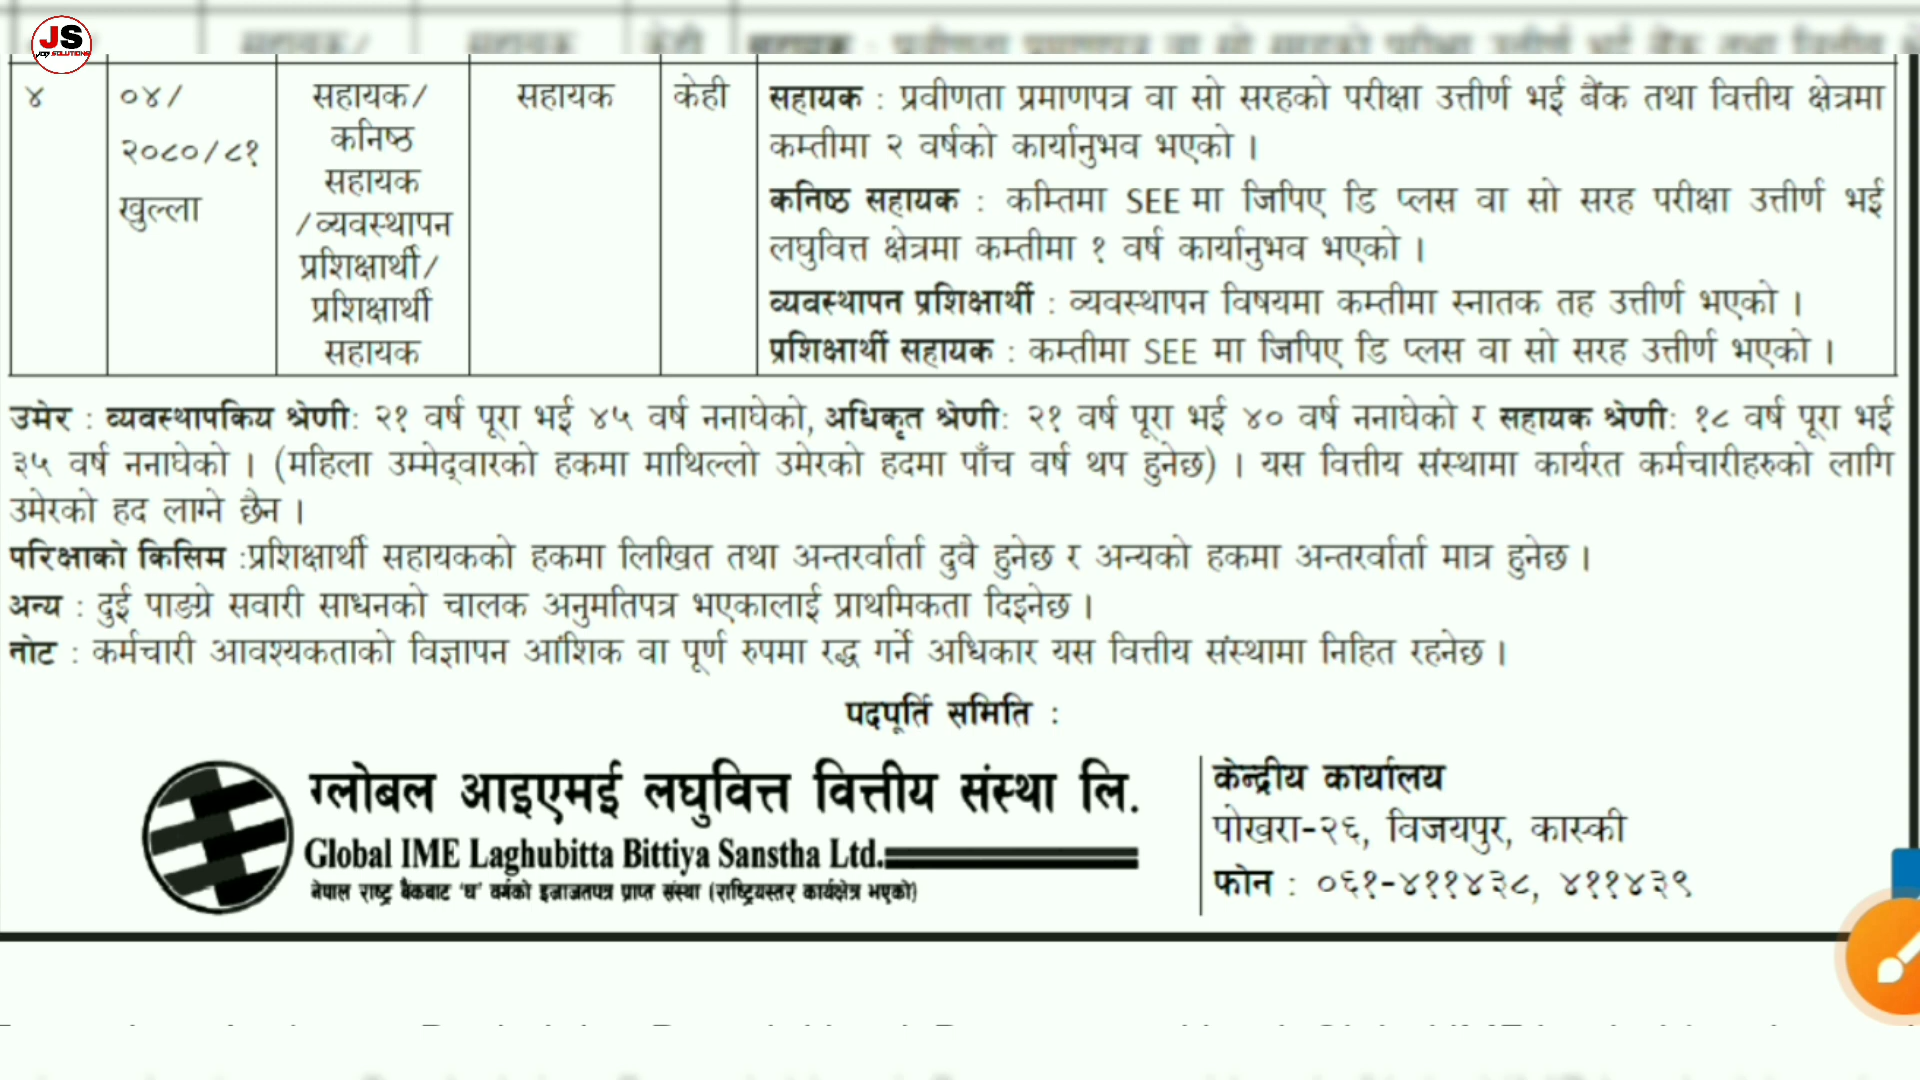 JS
JOB SOLUTIONS
४
०४/
२०८०/८१
खुल्ला
सहायक/
कनिष्ठ
सहायक
/व्यवस्थापन
प्रशिक्षार्थी/
प्रशिक्षार्थी
सहायक
सहायक
केही
सहायक : प्रवीणता प्रमाणपत्र वा सो सरहको परीक्षा उत्तीर्ण भई बैंक तथा वित्तीय क्षेत्रमा
कम्तीमा २ वर्षको कार्यानुभव भएको ।
कनिष्ठ सहायक : कम्तिमा SEE मा जिपिए डि प्लस वा सो सरह परीक्षा उत्तीर्ण भई
लघुवित्त क्षेत्रमा कम्तीमा १ वर्ष कार्यानुभव भएको ।
व्यवस्थापन प्रशिक्षार्थी : व्यवस्थापन विषयमा कम्तीमा स्नातक तह उत्तीर्ण भएको ।
प्रशिक्षार्थी सहायक : कम्तीमा SEE मा जिपिए डि प्लस वा सो सरह उत्तीर्ण भएको ।
उमेर : व्यवस्थापकिय श्रेणी: २१ वर्ष पूरा भई ४५ वर्ष ननाघेको, अधिकृत श्रेणी: २१ वर्ष पूरा भई ४० वर्ष ननाघेको र सहायक श्रेणी: १८ वर्ष पूरा भई
३५ वर्ष ननाघेको । (महिला उम्मेद्वारको हकमा माथिल्लो उमेरको हदमा पाँच वर्ष थप हुनेछ) । यस वित्तीय संस्थामा कार्यरत कर्मचारीहरुको लागि
उमेरको हद लाग्ने छैन ।
परिक्षाको किसिम :प्रशिक्षार्थी सहायकको हकमा लिखित तथा अन्तरर्वार्ता दुवै हुनेछ र अन्यको हकमा अन्तरर्वार्ता मात्र हुनेछ ।
अन्य : दुई पाङग्रे सवारी साधनको चालक अनुमतिपत्र भएकालाई प्राथमिकता दिइनेछ ।
नोट : कर्मचारी आवश्यकताको विज्ञापन आंशिक वा पूर्ण रुपमा रद्ध गर्ने अधिकार यस वित्तीय संस्थामा निहित रहनेछ ।
पदपूर्ति समिति :
ग्लोबल आइएमई लघुवित्त वित्तीय संस्था लि.
Global IME Laghubitta Bittiya Sanstha Ltd.
नेपाल राष्ट्र बैंकबाट 'घ' वर्गको इजाजतपत्र प्राप्त संस्था (राष्ट्रियस्तर कार्यक्षेत्र भएको)
केन्द्रीय कार्यालय
पोखरा-२६, विजयपुर, कास्की
फोन : ०६१-४११४३८, ४११४३९